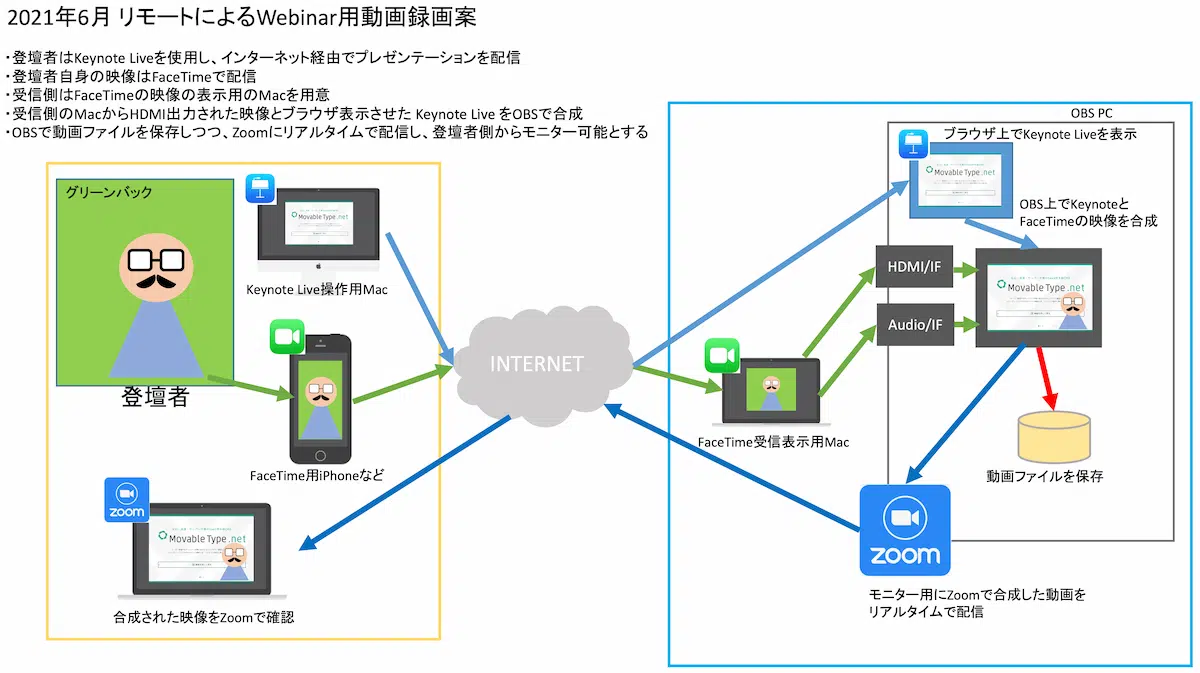 2021年6月 リモートによるWebinar用動画録画案
・登壇者はKeynote Liveを使用し、インターネット経由でプレゼンテーションを配信
・登壇者自身の映像はFaceTimeで配信
・受信側はFaceTimeの映像の表示用のMacを用意
・受信側のMacからHDMI出力された映像とブラウザ表示させた Keynote Live をOBSで合成
・OBSで動画ファイルを保存しつつ、Zoomにリアルタイムで配信し、登壇者側からモニター可能とする
グリーンバック
登壇者
MovableType.net
Keynote Live操作用Mac
FaceTime用iPhoneなど
zoom
MovableType.net
合成された映像をZoomで確認
INTERNET
OBS PC
ブラウザ上でKeynote Liveを表示
MovableType.net
OBS上でKeynoteと
FaceTimeの映像を合成
HDMI/IF
Audio/IF
MovableType.net
FaceTime受信表示用Mac
動画ファイルを保存
zoom
モニター用にZoomで合成した動画を
リアルタイムで配信